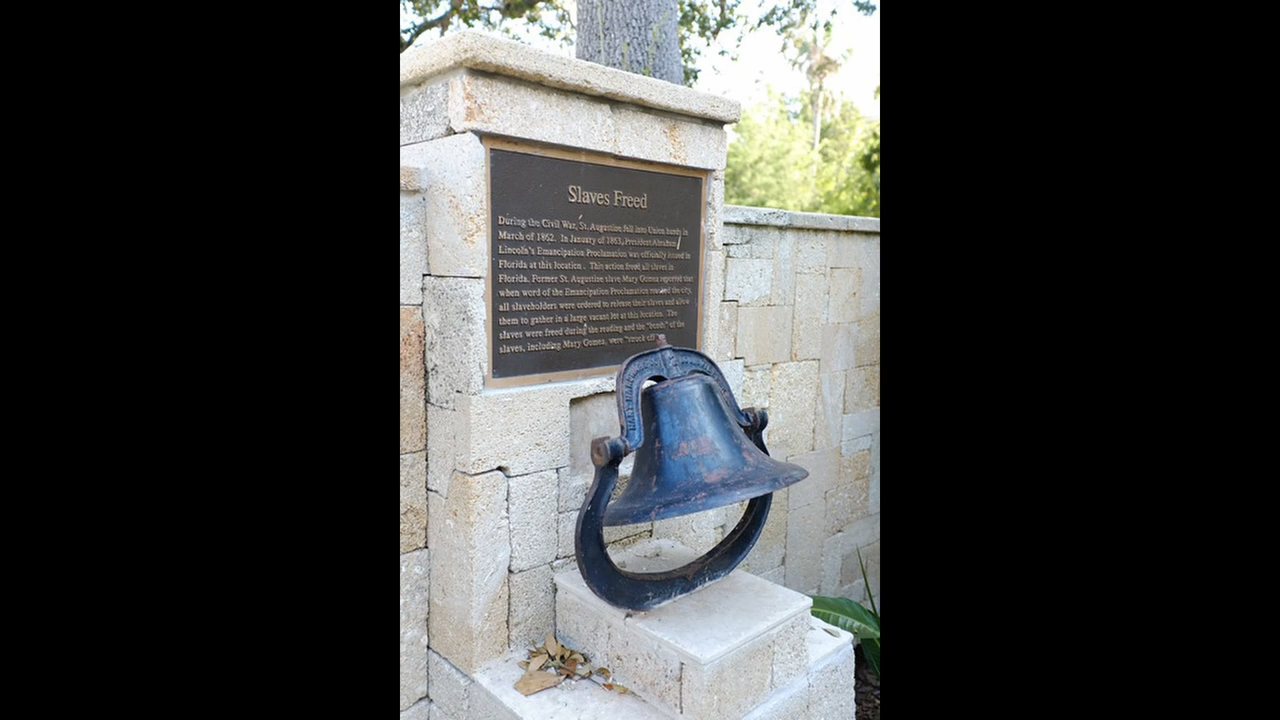 Slaves Freed
During the Civil War, St. Augustine fell into Union hands in
March of 1862. In January of 1863, President Abraham
Lincoln's Emancipation Proclamation was officially issued in
Florida at this location. This action freed all slaves in
Florida. Former St. Augustine slave Mary Gomea reported that
when word of the Emancipation Proclamation reached the city,
all slaveholders were ordered to release their slaves and allow
them to gather in a large vacant lot at this location. The
slaves were freed during the reading and the "bonds" of the
slaves, including Mary Gomea, were "struck off